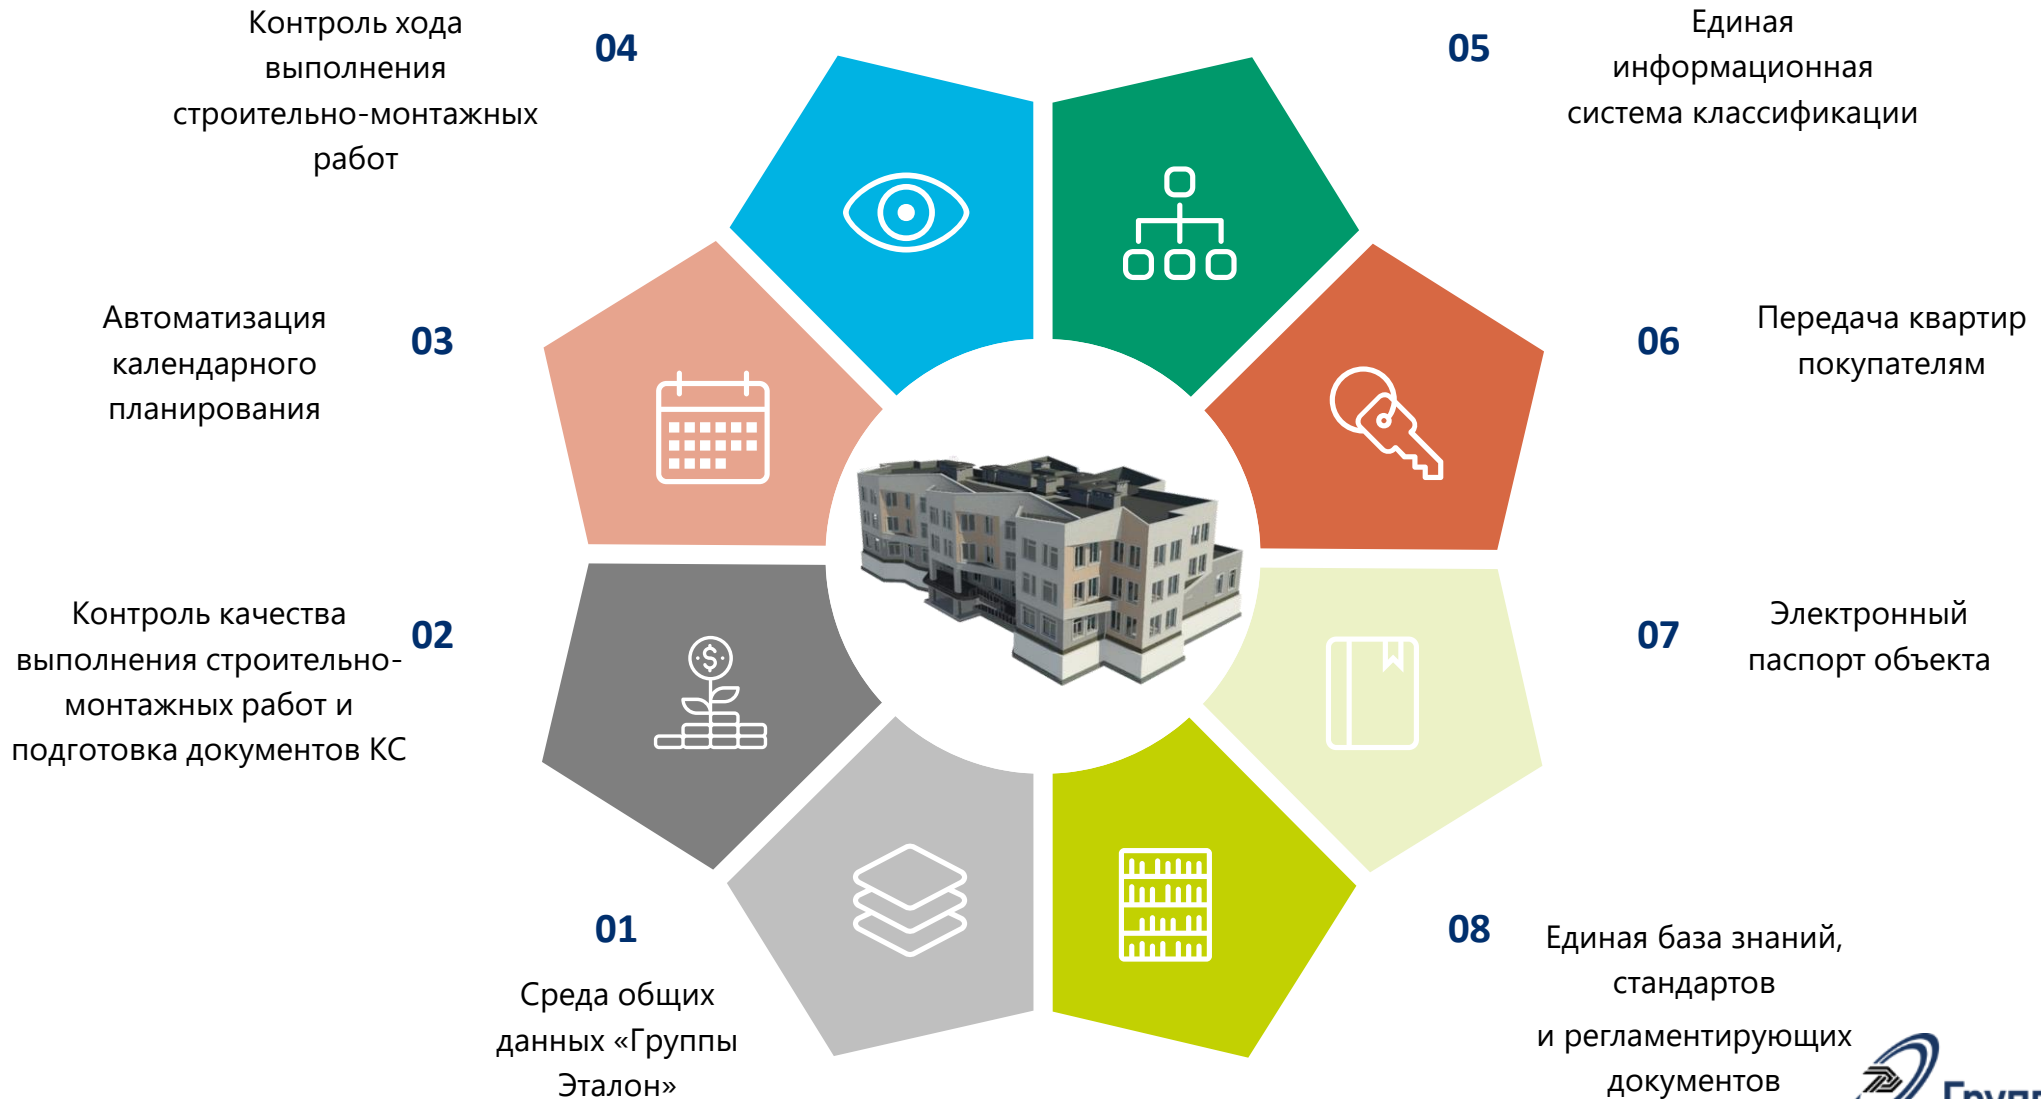 Контроль хода
выполнения
строительно-монтажных
работ
04
05
Единая
информационная
система классификации
Автоматизация
календарного
планирования
03
06
Передача квартир
покупателям
Контроль качества
выполнения строительно-
монтажных работ и
подготовка документов КС
02
07
Электронный
паспорт объекта
01
Среда общих
данных «Группы
Эталон»
08
Единая база знаний,
стандартов
и регламентирующих
документов
$